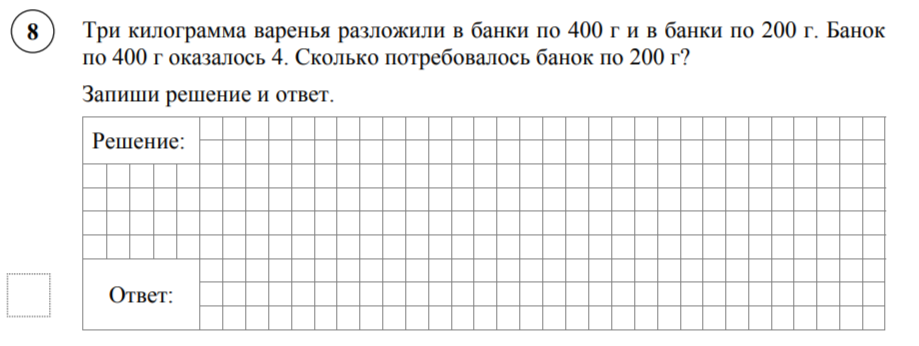 8
Три килограмма варенья разложили в банки по 400 г и в банки по 200 г. Банок
по 400 г оказалось 4. Сколько потребовалось банок по 200 г?
Запиши решение и ответ.
Решение:
Ответ: